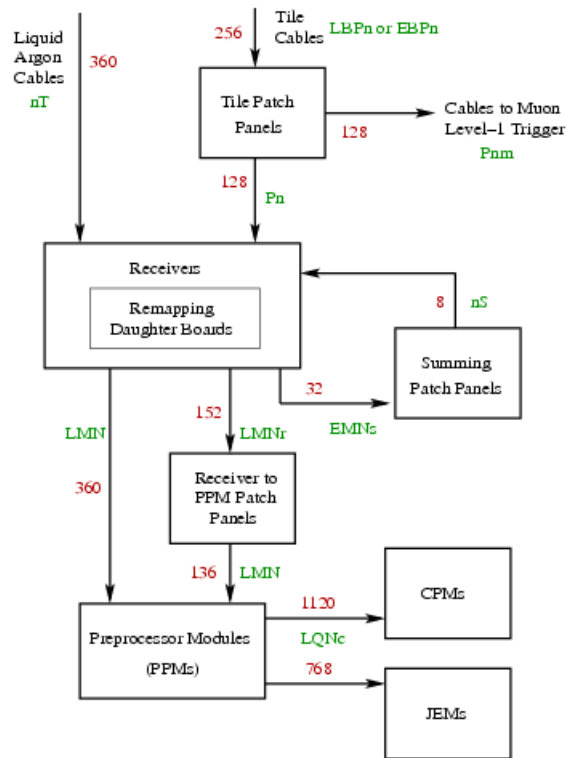 Liquid
Argon
Cables
nT
360
256
Tile
Cables
LBPn or EBPn
Tile Patch
Panels
128
Cables to Muon
Level-1 Trigger
Pnm
128
Pn
Receivers
Remapping
Daughter Boards
8
nS
Summing
Patch Panels
32
EMNs
LMN
360
152
LMNr
Receiver to
PPM Patch
Panels
136
LMN
Preprocessor Modules
(PPMs)
1120
LQNc
768
CPMs
JEMs